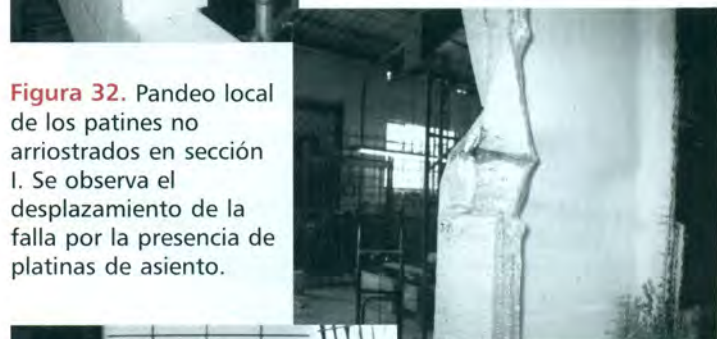 Figura 32. Pandeo local
de los patines no
arriostrados en sección
I. Se observa el
desplazamiento de la
falla por la presencia de
platinas de asiento.